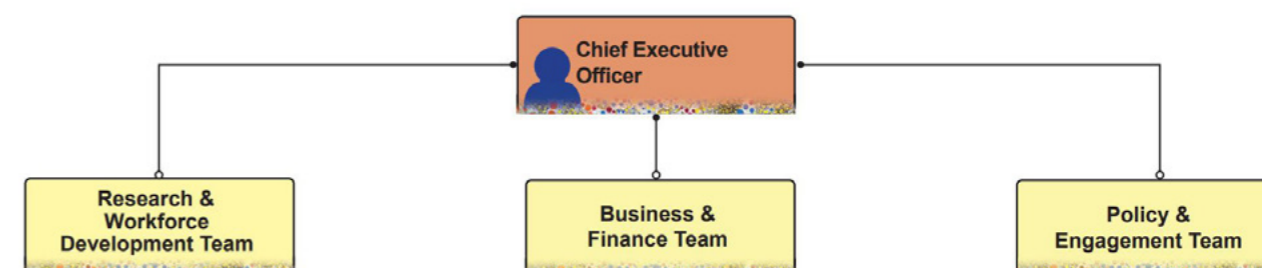 Chief Executive
Officer
Research &
Workforce
Development Team
Business &
Finance Team
Policy &
Engagement Team